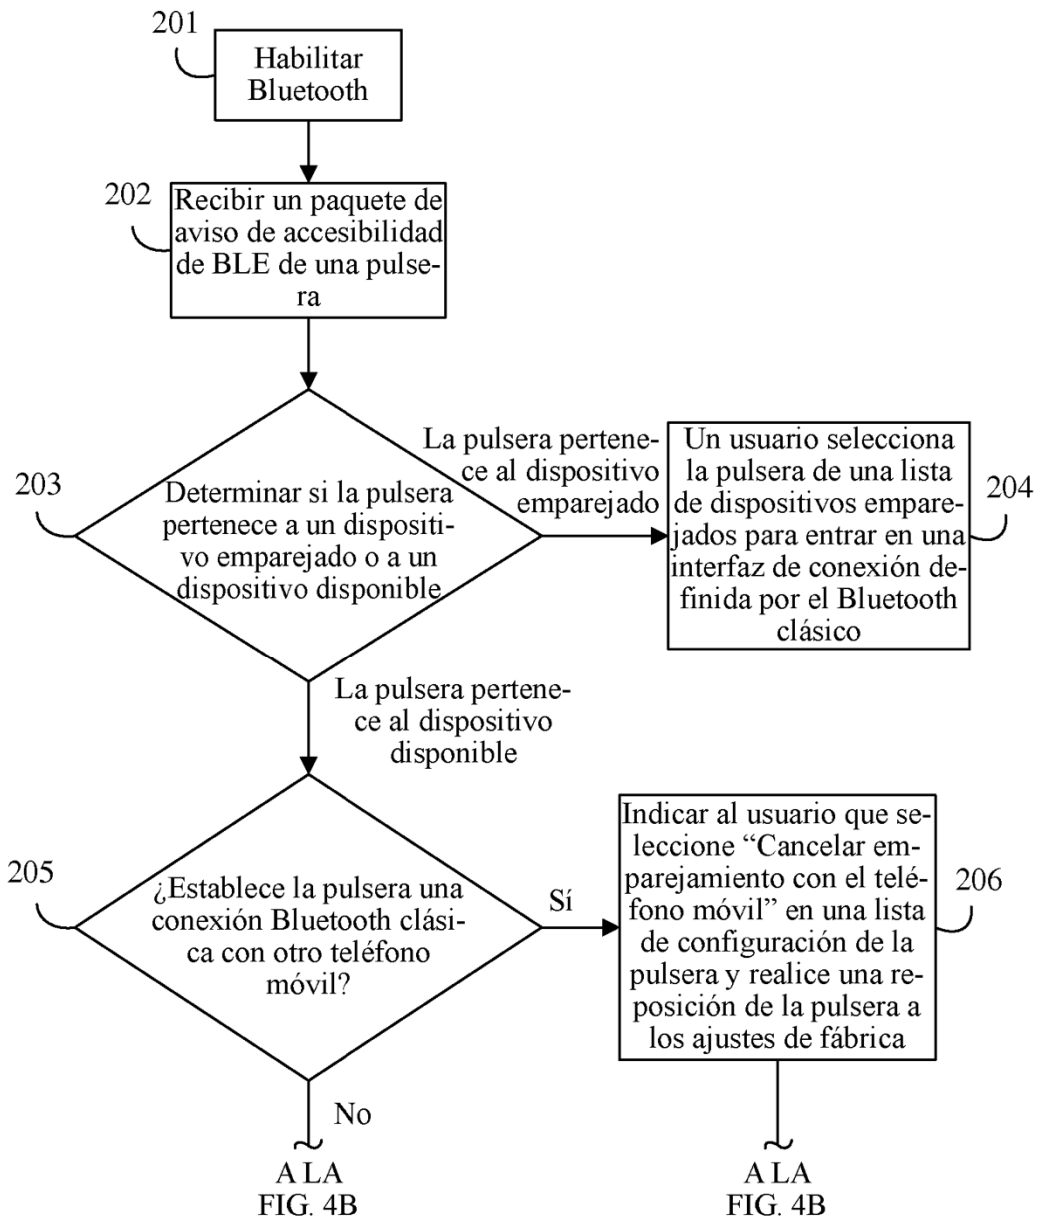 201
Habilitar
Bluetooth
202
Recibir un paquete de
aviso de accesibilidad
de BLE de una pulse-
ra
203
Determinar si la pulsera
pertenece a un dispositi-
vo emparejado o a un
dispositivo disponible
La pulsera pertene-
ce al dispositivo
emparejado
Un usuario selecciona
la pulsera de una lista
de dispositivos empare-
jados para entrar en una
interfaz de conexión de-
finida por el Bluetooth
clásico
204
La pulsera pertene-
ce al dispositivo
disponible
205
¿Establece la pulsera una
conexión Bluetooth clási-
ca con otro teléfono
móvil?
Sí
Indicar al usuario que se-
leccione “Cancelar em-
parejamiento con el telé-
fono móvil” en una lista
de configuración de la
pulsera y realice una re-
posición de la pulsera a
los ajustes de fábrica
206
No
A LA
FIG. 4B
A LA
FIG. 4B